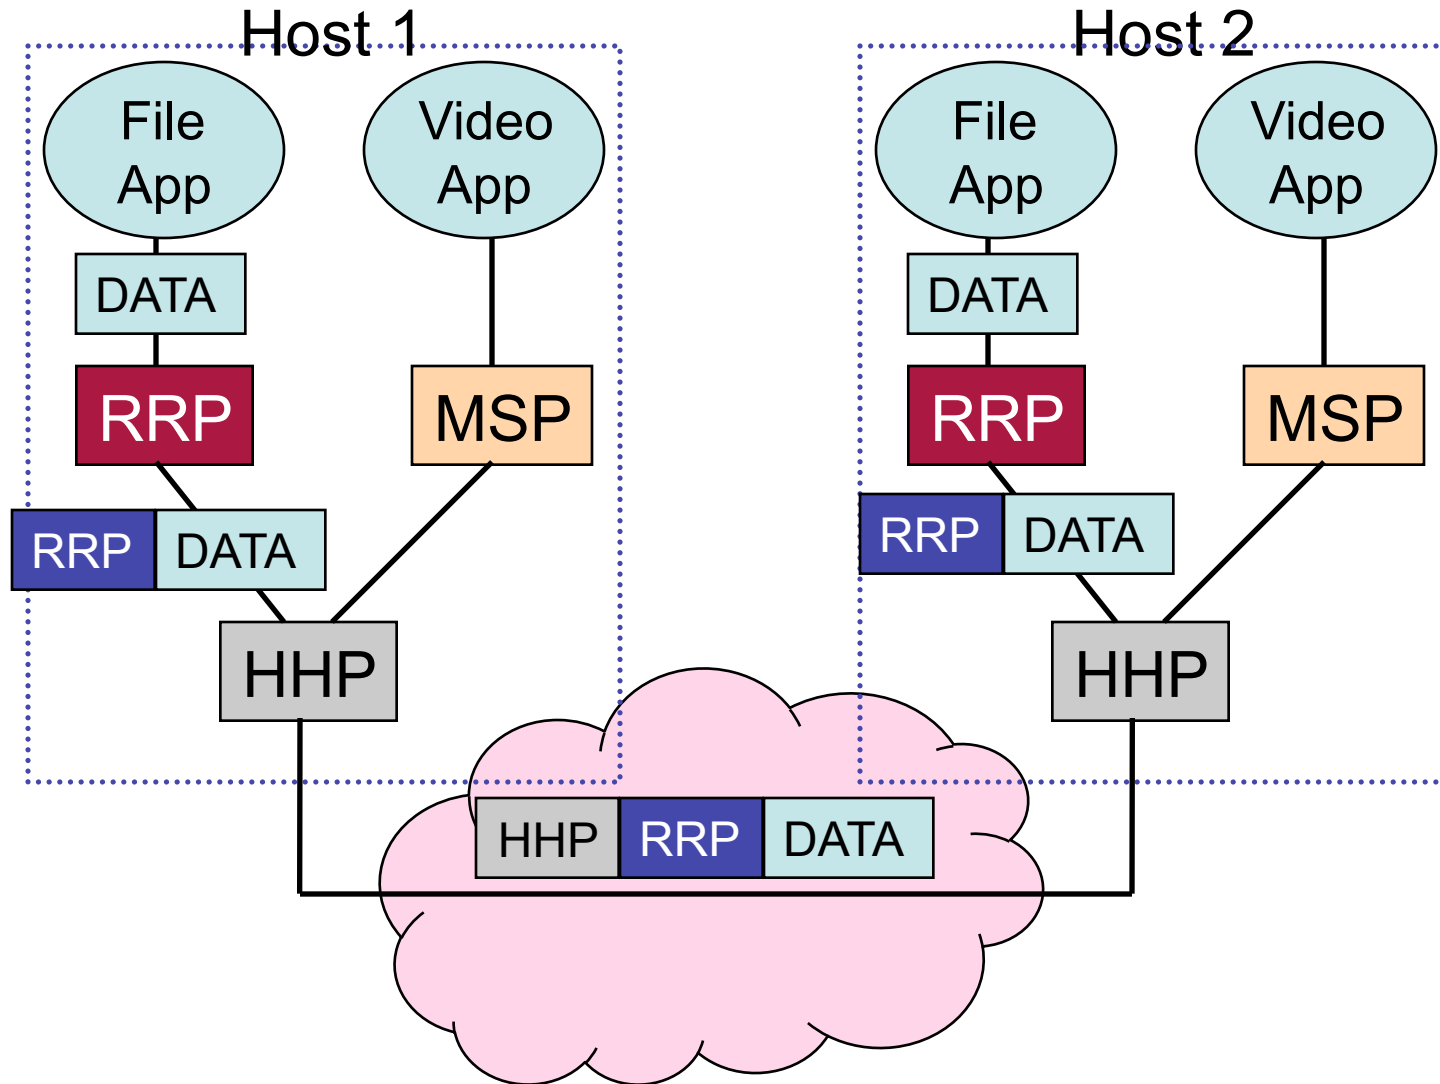 Host 1
File
App
Video
App
DATA
RRP
MSP
RRP DATA
HHP
Host 2
File
App
Video
App
DATA
RRP
MSP
RRP DATA
HHP
HHP RRP DATA